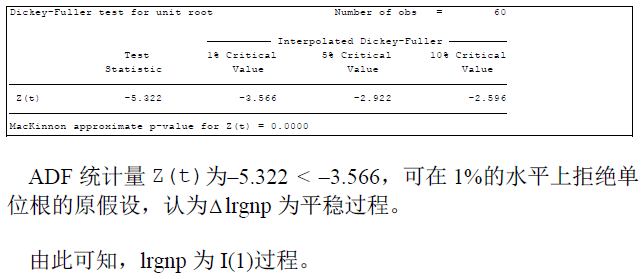 Dickey-Fuller test for unit root Number of obs = 60
Interpolated Dickey-Fuller
Test 1% Critical 5% Critical 10% Critical
Statistic Value Value Value
Z(t) -5.322 -3.566 -2.922 -2.596
MacKinnon approximate p-value for Z(t) = 0.0000
ADF 统计量 Z(t)为–5.322 < –3.566，可在 1%的水平上拒绝单
位根的原假设，认为Δlrgnp 为平稳过程。
由此可知，lrgnp 为 I(1)过程。